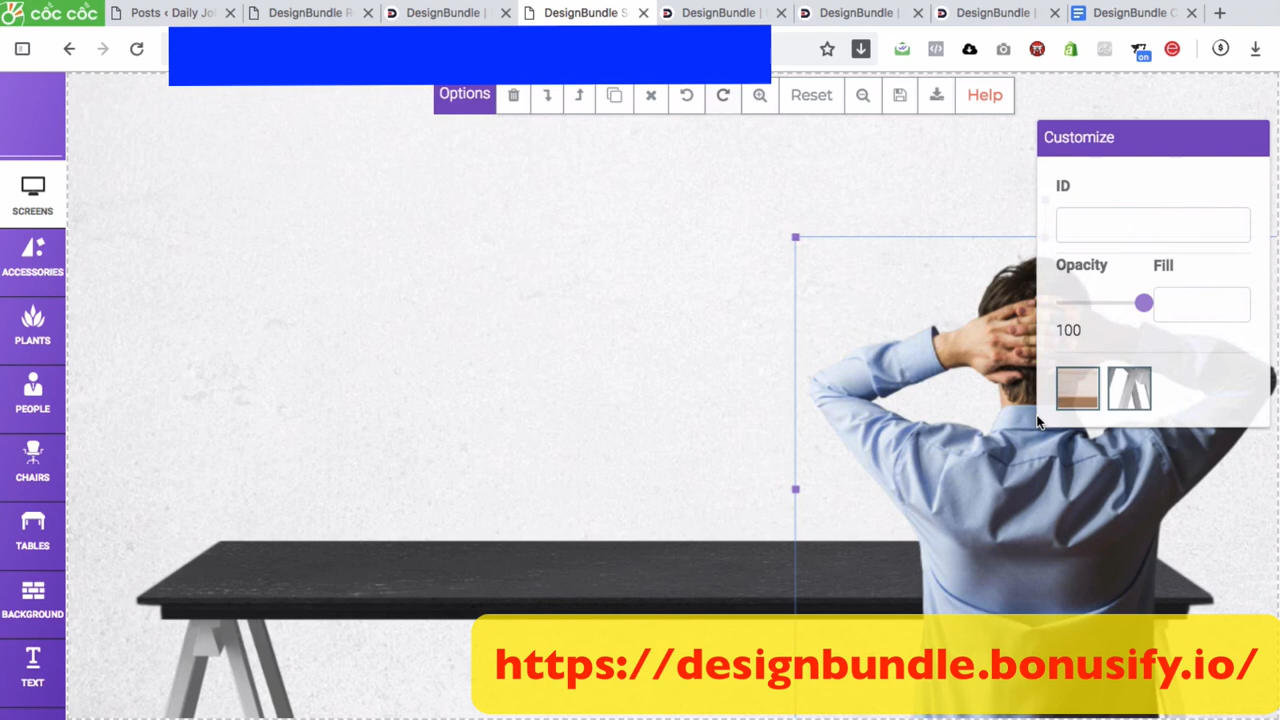 cốc cốc
Posts ‹ Daily Jo
DesignBundle R
DesignBundle |
DesignBundle S
DesignBundle |
DesignBundle |
DesignBundle |
DesignBundle C
on
Options
Reset
Help
Customize
ID
Opacity
Fill
100
SCREENS
ACCESSORIES
PLANTS
PEOPLE
CHAIRS
TABLES
BACKGROUND
TEXT
https://designbundle.bonusify.io/